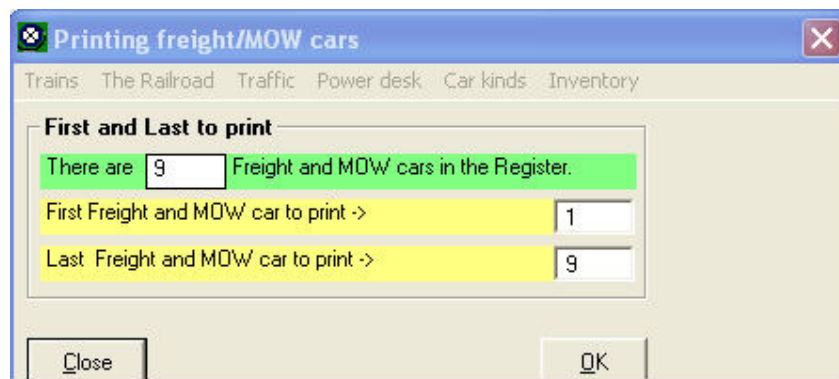 Printing freight/MOW cars
Trains The Railroad Traffic Power desk Car kinds Inventory
First and Last to print
There are 9 Freight and MOW cars in the Register.
First Freight and MOW car to print -> 1
Last Freight and MOW car to print -> 9
Close OK